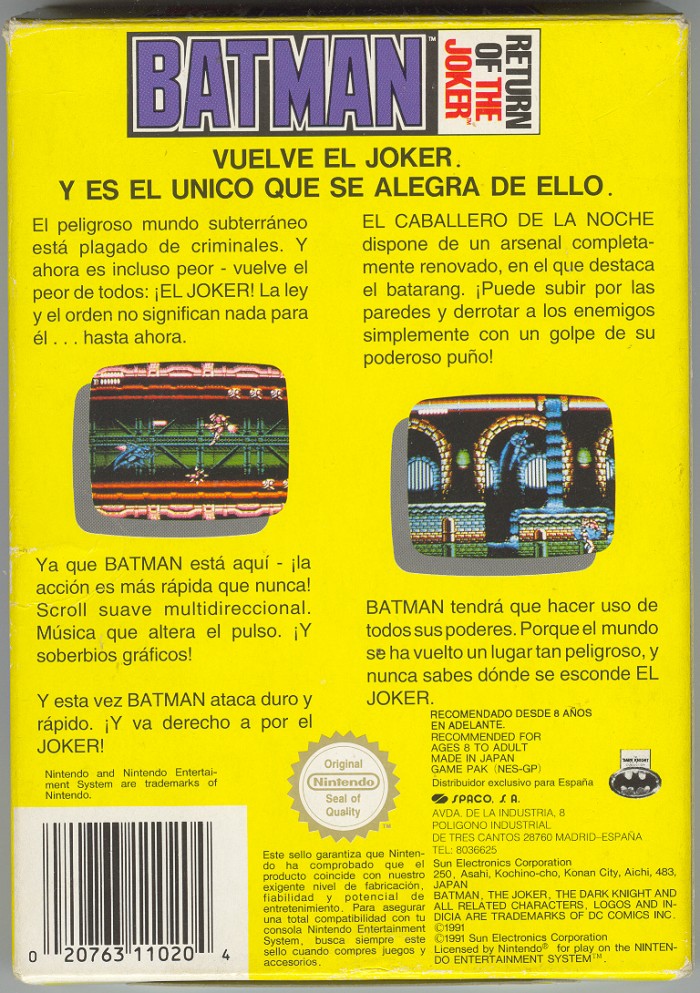 BATMAN™
RETURN
OF THE
JOKER™
VUELVE EL JOKER.
Y ES EL UNICO QUE SE ALEGRA DE ELLO.
El peligroso mundo subterráneo
está plagado de criminales. Y
ahora es incluso peor - vuelve el
peor de todos: ¡EL JOKER! La ley
y el orden no significan nada para
él . . . hasta ahora.
EL CABALLERO DE LA NOCHE
dispone de un arsenal completa-
mente renovado, en el que destaca
el batarang. ¡Puede subir por las
paredes y derrotar a los enemigos
simplemente con un golpe de su
poderoso puño!
Ya que BATMAN está aquí - ¡la
acción es más rápida que nunca!
Scroll suave multidireccional.
Música que altera el pulso. ¡Y
soberbios gráficos!
Y esta vez BATMAN ataca duro y
rápido. ¡Y va derecho a por el
JOKER!
BATMAN tendrá que hacer uso de
todos sus poderes. Porque el mundo
se ha vuelto un lugar tan peligroso, y
nunca sabes dónde se esconde EL
JOKER.
Nintendo and Nintendo Entertai-
ment System are trademarks of
Nintendo.
Original
Nintendo
Seal of
Quality
TM
RECOMENDADO DESDE 8 AÑOS
EN ADELANTE.
RECOMMENDED FOR
AGES 8 TO ADULT
MADE IN JAPAN
GAME PAK (NES-GP)
Distribuidor exclusivo para España
SPACO, S.A.
AVDA. DE LA INDUSTRIA, 8
POLIGONO INDUSTRIAL
DE TRES CANTOS 28760 MADRID-ESPAÑA
TEL: 8036625
Este sello garantiza que Ninten-
do ha comprobado que el
producto coincide con nuestro
exigente nivel de fabricación,
fiabilidad y potencial de
entretenimiento. Para asegurar
una total compatibilidad con tu
consola Nintendo Entertainment
System, busca siempre este
sello cuando compres juegos y
accesorios.
Sun Electronics Corporation
250, Asahi, Kochino-cho, Konan City, Aichi, 483,
JAPAN
BATMAN, THE JOKER, THE DARK KNIGHT AND
ALL RELATED CHARACTERS, LOGOS AND IN-
DICIA ARE TRADEMARKS OF DC COMICS INC.
©1991
©1991 Sun Electronics Corporation
Licensed by Nintendo® for play on the NINTEN-
DO ENTERTAINMENT SYSTEM™.
0 20763 11020 4